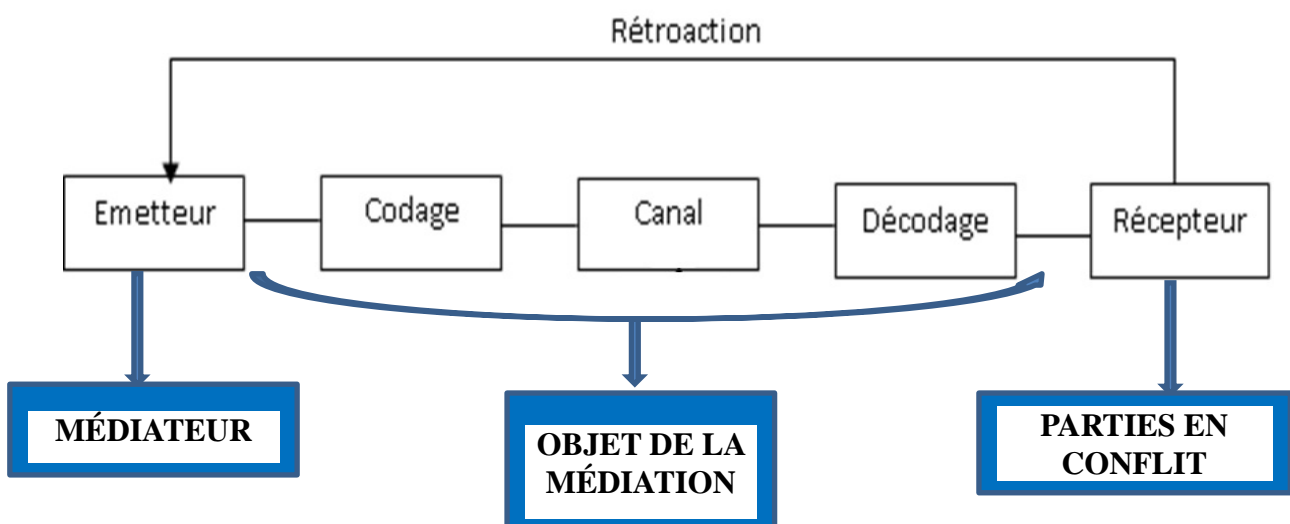 Rétroaction
Emetteur
Codage
Canal
Décodage
Récepteur
MÉDIATEUR
OBJET DE LA
MÉDIATION
PARTIES EN
CONFLIT